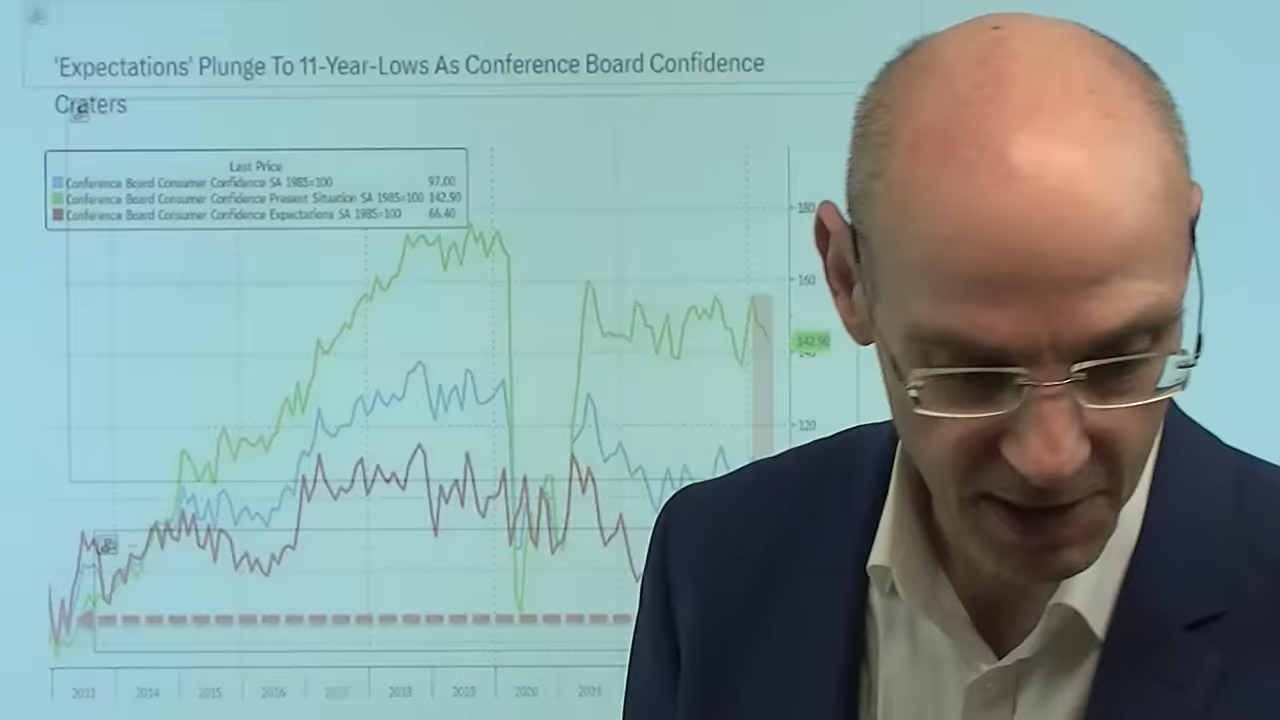 'Expectations' Plunge To 11-Year-Lows As Conference Board Confidence
Craters
Last Price
Conference Board Consumer Confidence SA 1985=100 97.00
Conference Board Consumer Confidence Present Situation SA 1985=100 142.90
Conference Board Consumer Confidence Expectations SA 1985=100 66.40
180
160
142.90
140
120
2013 2014 2015 2016 2018 2019 2020 2021